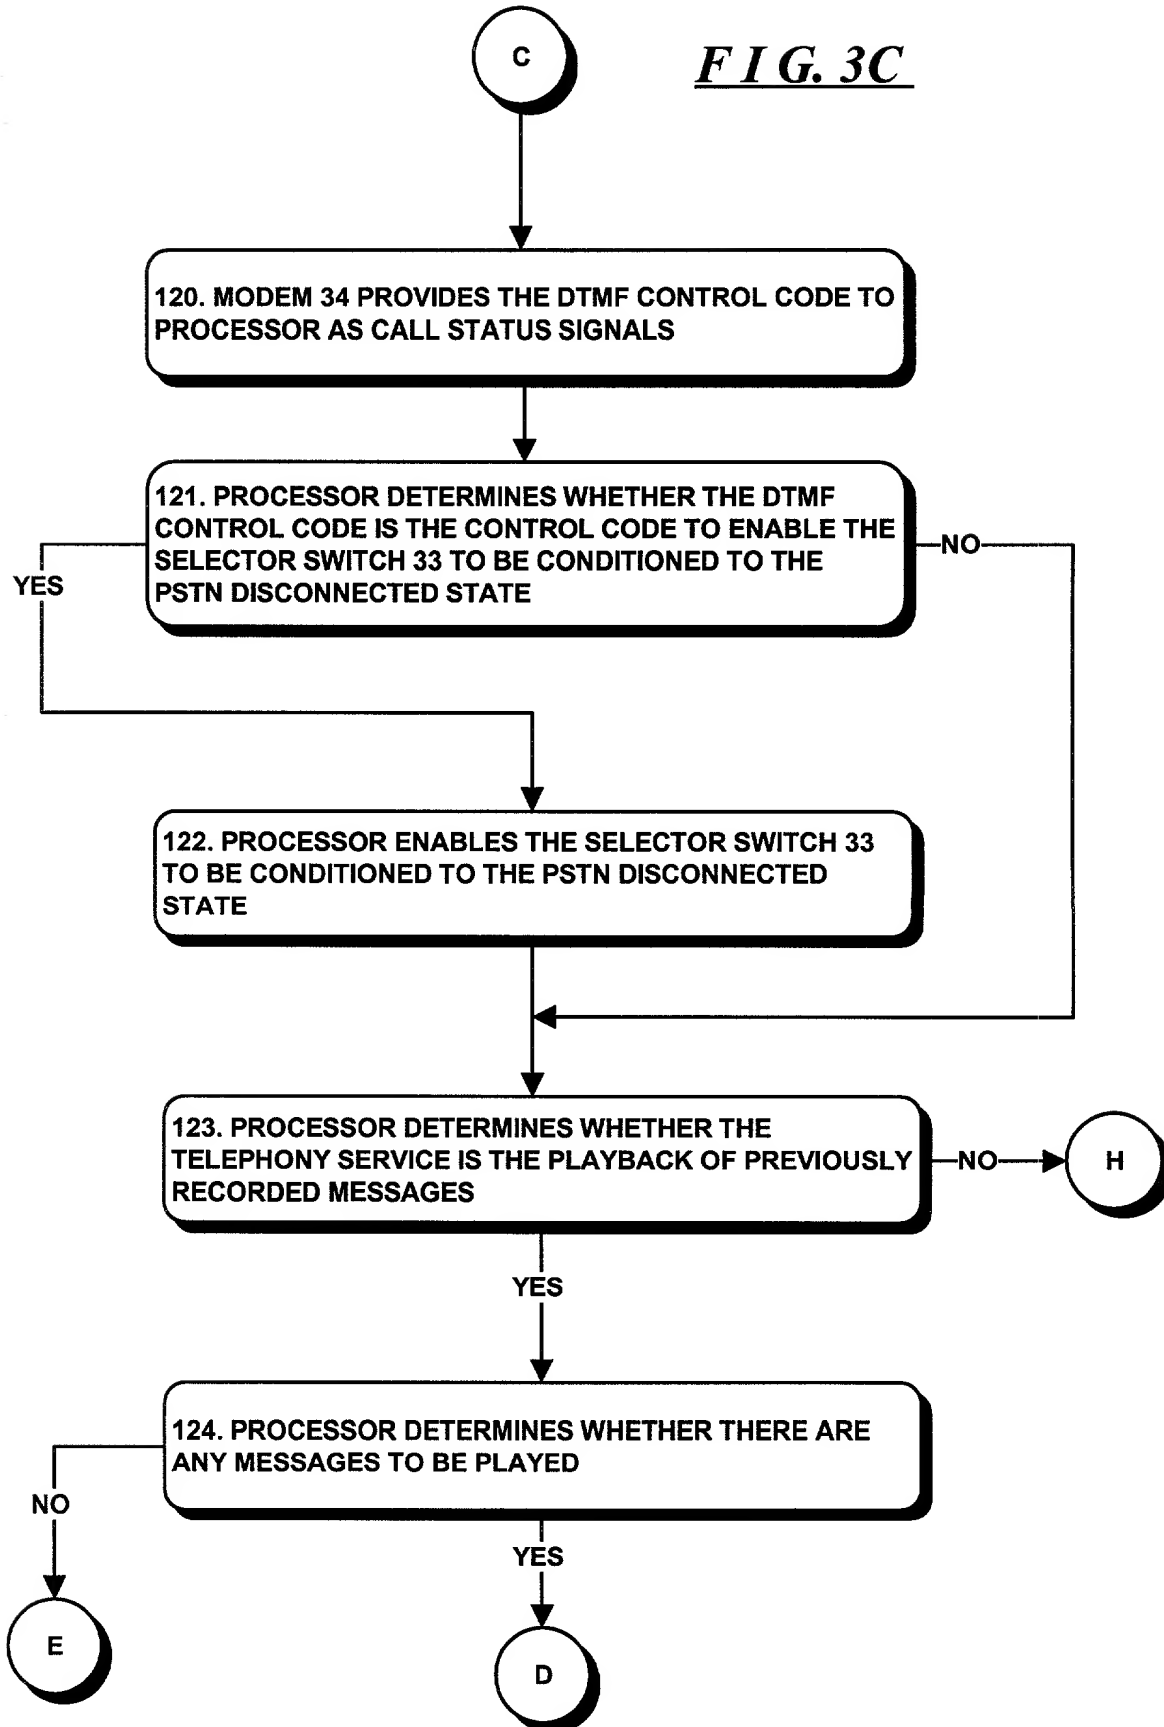 C
FIG. 3C
120. MODEM 34 PROVIDES THE DTMF CONTROL CODE TO
PROCESSOR AS CALL STATUS SIGNALS
121. PROCESSOR DETERMINES WHETHER THE DTMF
CONTROL CODE IS THE CONTROL CODE TO ENABLE THE
SELECTOR SWITCH 33 TO BE CONDITIONED TO THE
PSTN DISCONNECTED STATE
NO
YES
122. PROCESSOR ENABLES THE SELECTOR SWITCH 33
TO BE CONDITIONED TO THE PSTN DISCONNECTED
STATE
123. PROCESSOR DETERMINES WHETHER THE
TELEPHONY SERVICE IS THE PLAYBACK OF PREVIOUSLY
RECORDED MESSAGES
NO
H
YES
124. PROCESSOR DETERMINES WHETHER THERE ARE
ANY MESSAGES TO BE PLAYED
NO
YES
E
D